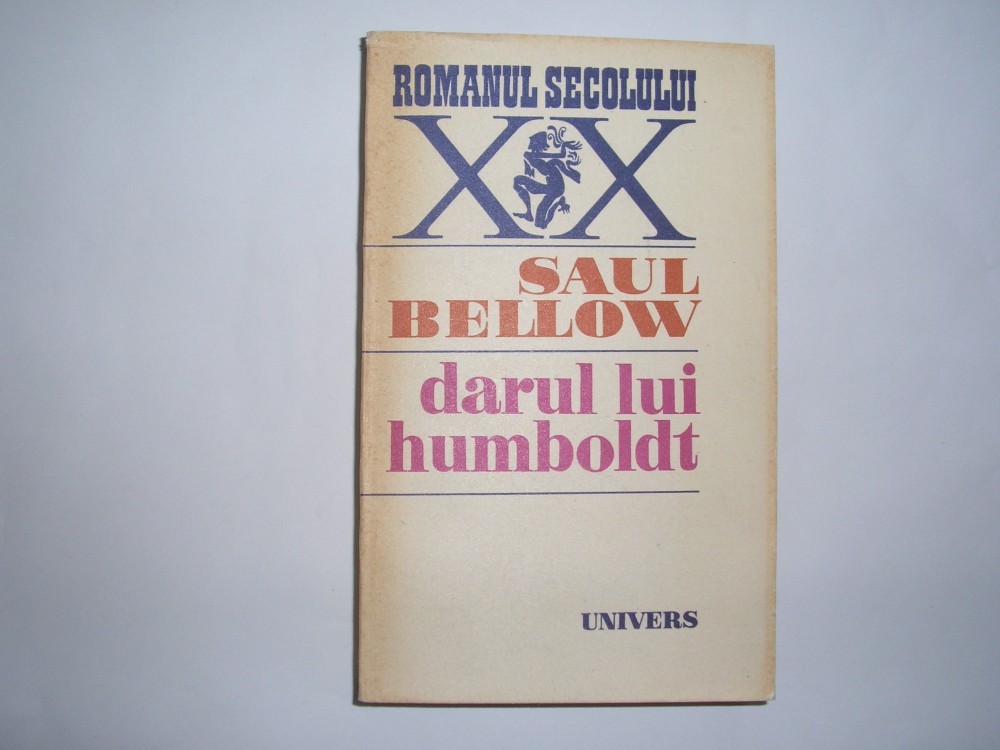 ROMANUL SECOLULUI
XX
SAUL
BELLOW
darul lui
humboldt
UNIVERS